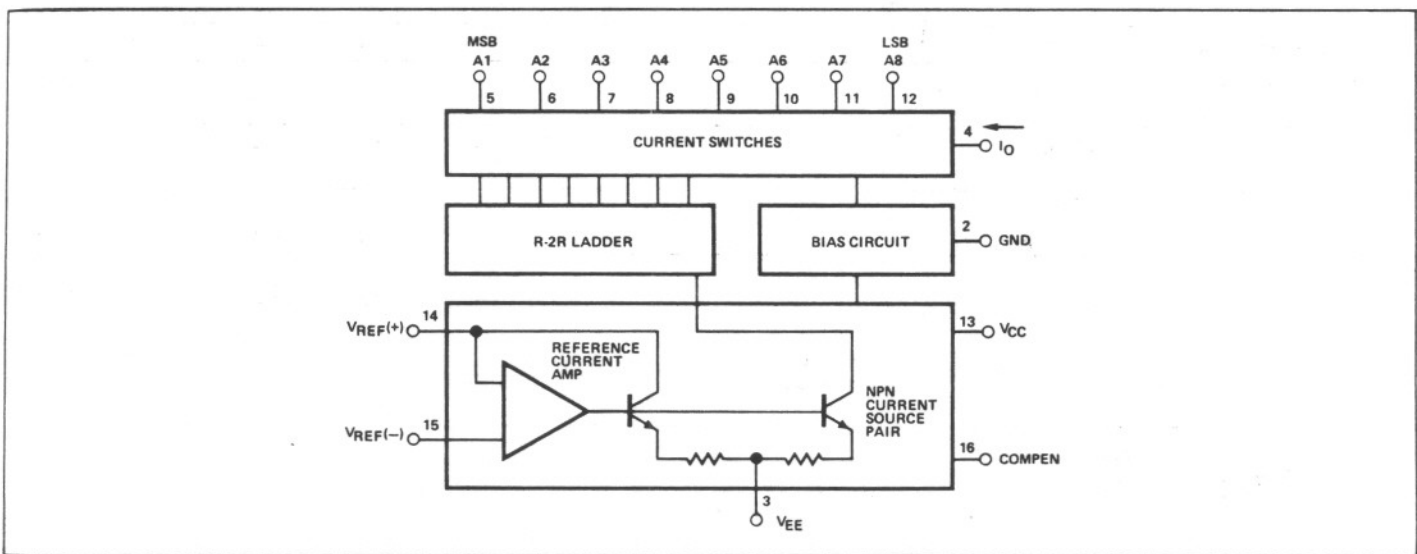 MSB LSB
A1 A2 A3 A4 A5 A6 A7 A8
5 6 7 8 9 10 11 12
CURRENT SWITCHES
4
IO
R-2R LADDER
BIAS CIRCUIT
2
GND
VREF(+)
14
13
VCC
REFERENCE
CURRENT
AMP
NPN
CURRENT
SOURCE
PAIR
VREF(−)
15
16
COMPEN
3
VEE